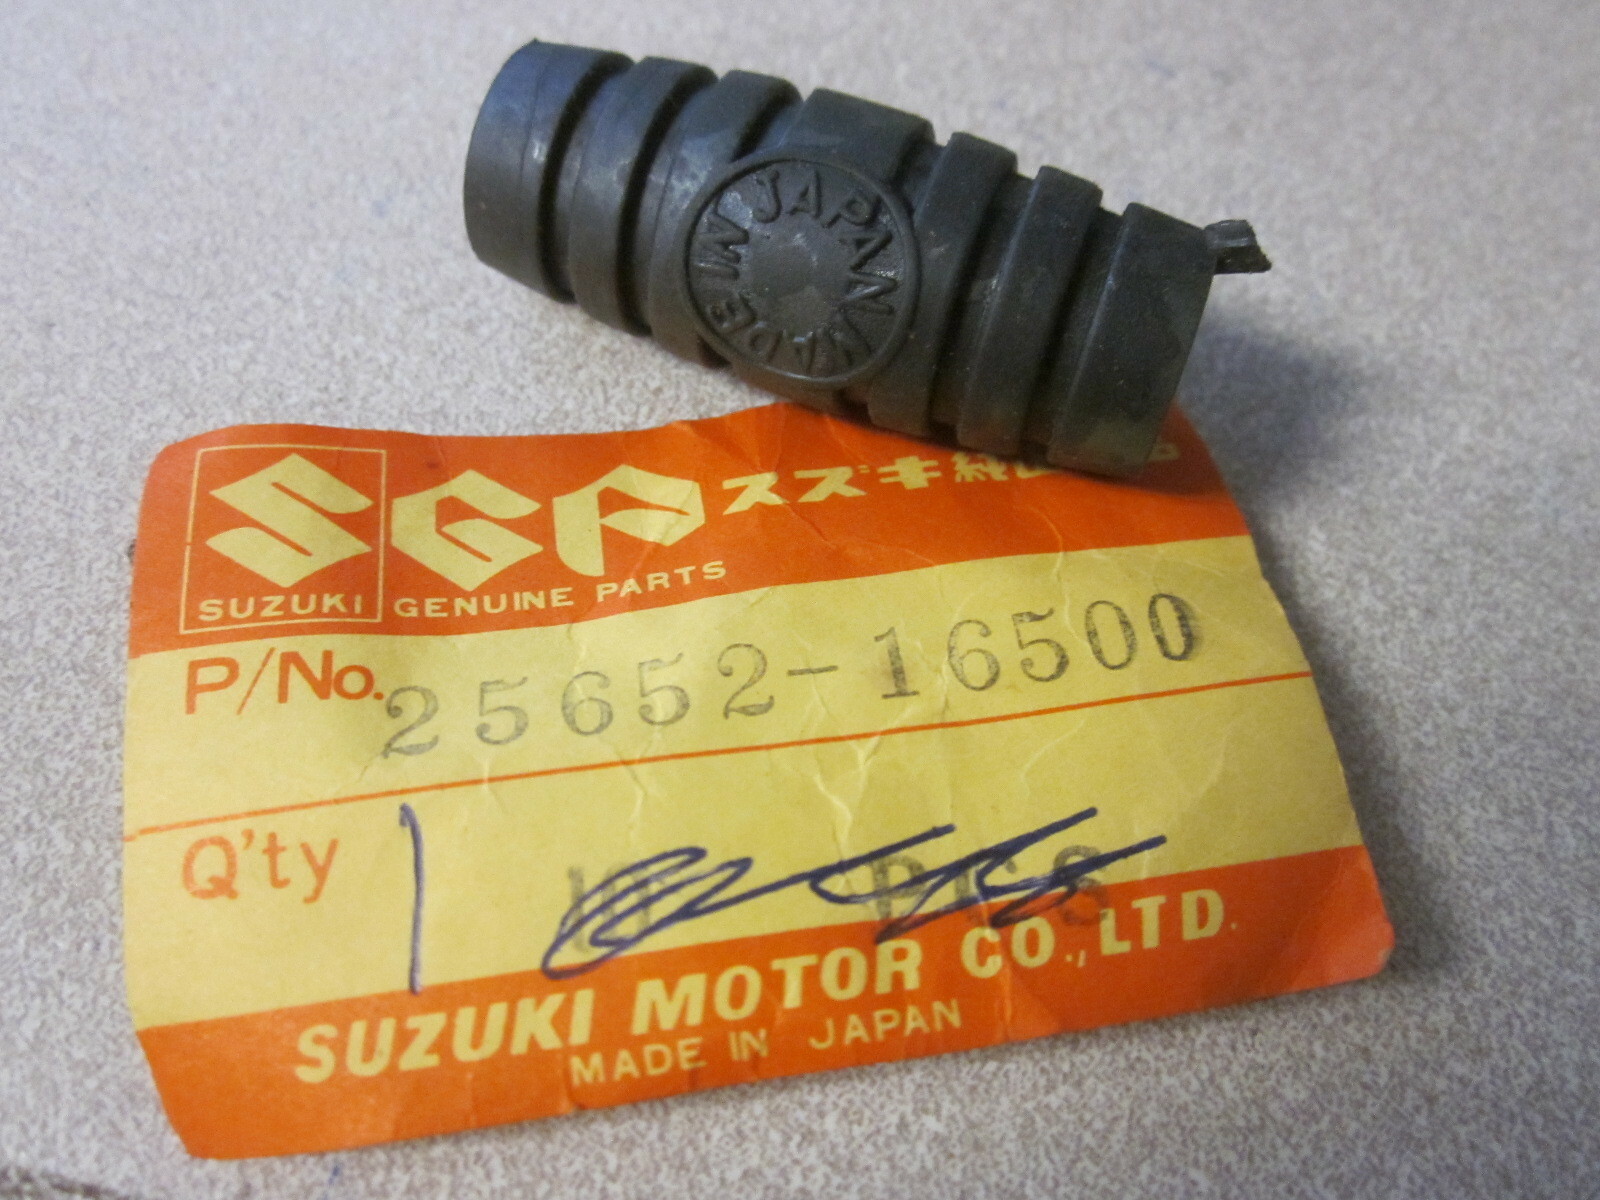 MADE IN JAPAN
SGP スズキ純
SUZUKI GENUINE PARTS
P/No. 25652-16500
Q'ty 1
SUZUKI MOTOR CO.,LTD.
MADE IN JAPAN